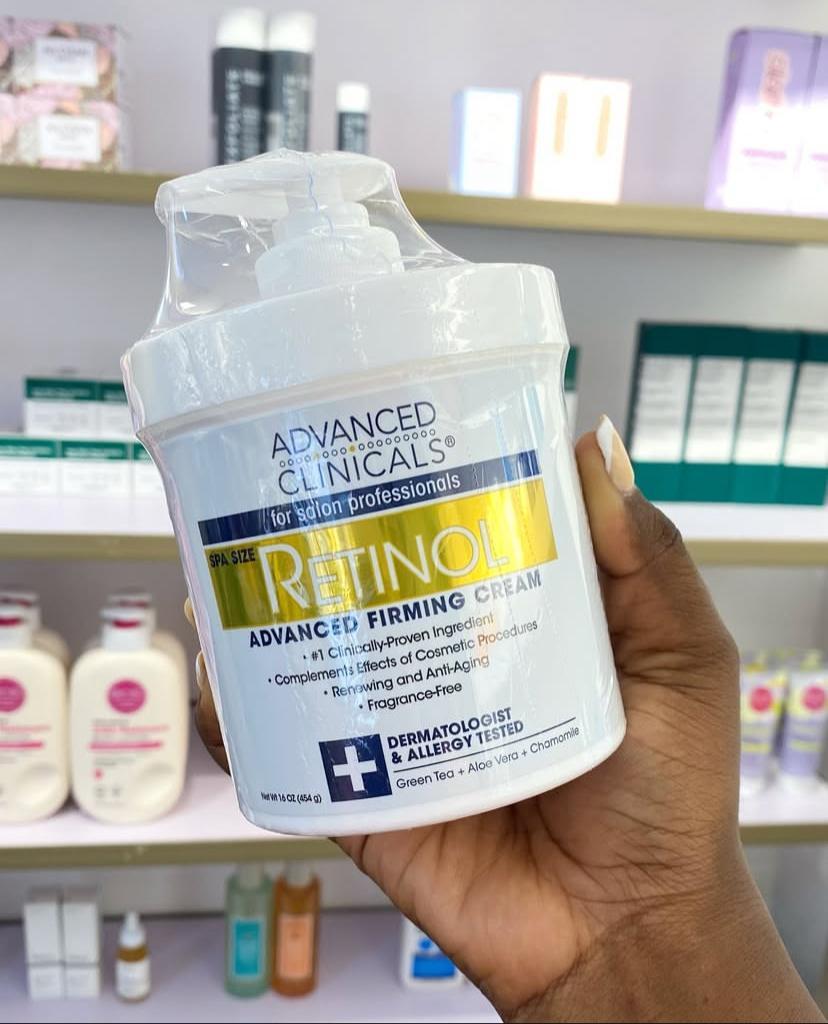 ADVANCED
CLINICALS®
for salon professionals
SPA SIZE
RETINOL
ADVANCED FIRMING CREAM
• #1 Clinically-Proven Ingredient
• Complements Effects of Cosmetic Procedures
• Renewing and Anti-Aging
• Fragrance-Free
DERMATOLOGIST
& ALLERGY TESTED
Green Tea + Aloe Vera + Chamomile
Net Wt 16 OZ (454 g)